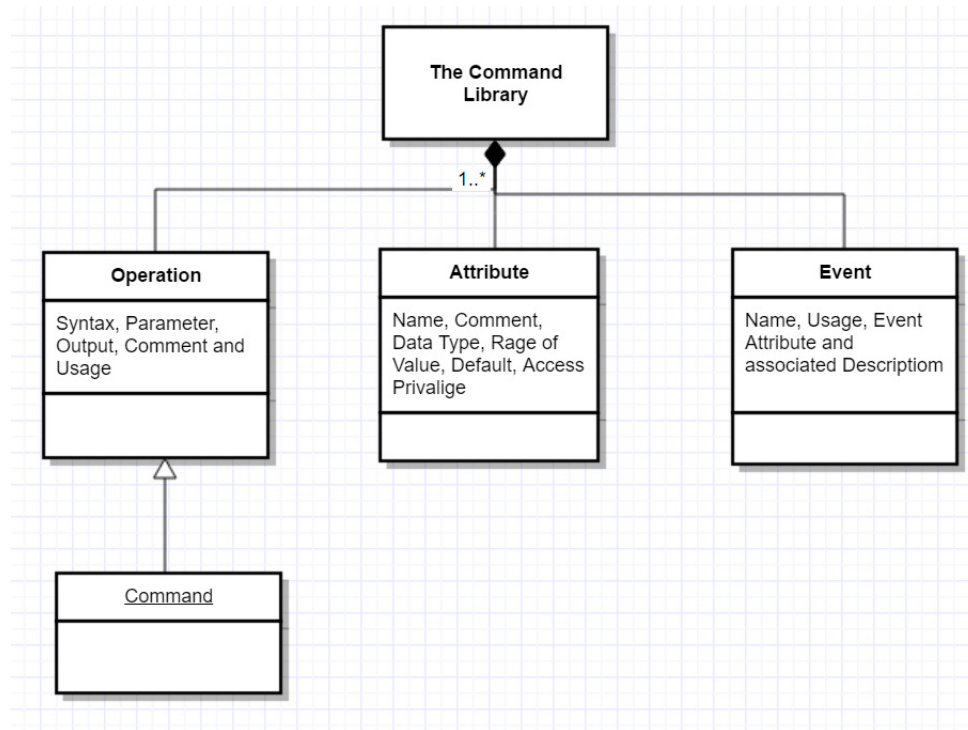 The Command
Library
1..*
Operation
Syntax, Parameter,
Output, Comment and
Usage
Attribute
Name, Comment,
Data Type, Rage of
Value, Default, Access
Privalige
Event
Name, Usage, Event
Attribute and
associated Descriptiom
Command